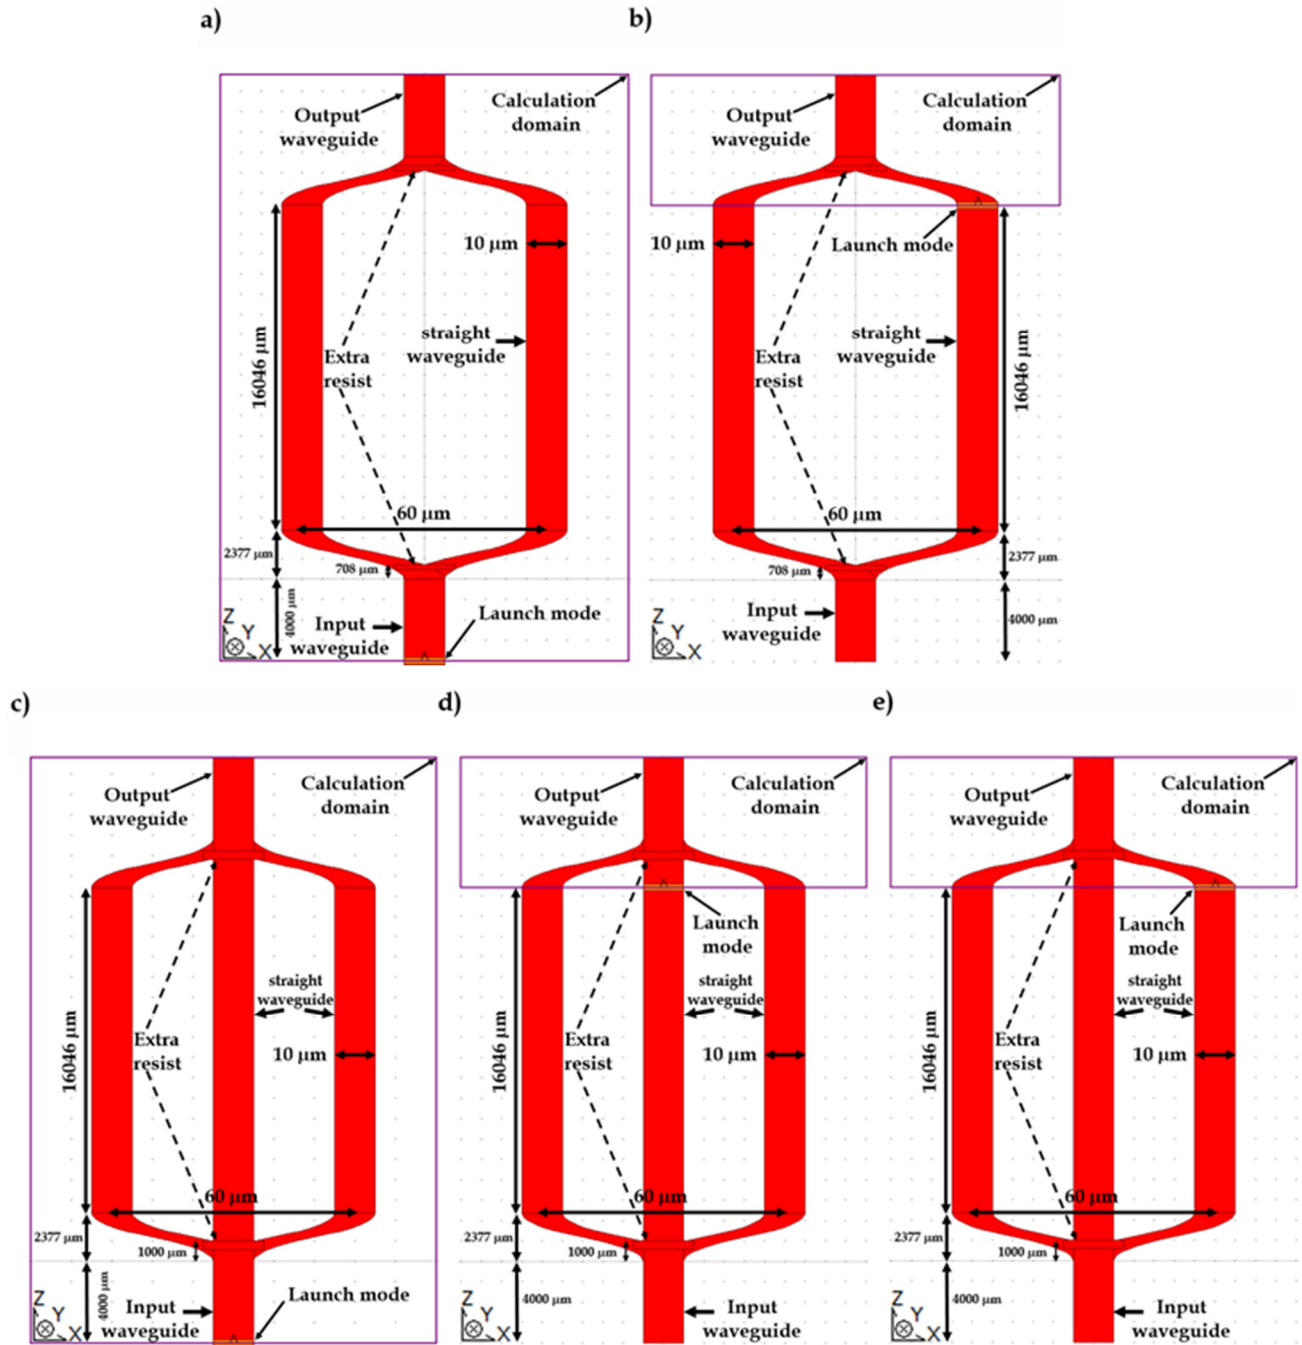 a)
Output
waveguide
Calculation
domain
10 μm
straight
waveguide
Extra
resist
16046 μm
60 μm
2377 μm
708 μm
4000 μm
Input
waveguide
Launch mode
Z
Y
X
b)
Output
waveguide
Calculation
domain
10 μm
Launch mode
straight
waveguide
Extra
resist
16046 μm
60 μm
2377 μm
708 μm
4000 μm
Input
waveguide
Z
Y
X
c)
Output
waveguide
Calculation
domain
straight
waveguide
Extra
resist
10 μm
16046 μm
60 μm
2377 μm
1000 μm
4000 μm
Input
waveguide
Launch mode
Z
Y
X
d)
Output
waveguide
Calculation
domain
Launch
mode
straight
waveguide
Extra
resist
10 μm
16046 μm
60 μm
2377 μm
1000 μm
4000 μm
Input
waveguide
Z
Y
X
e)
Output
waveguide
Calculation
domain
Launch
mode
straight
waveguide
Extra
resist
10 μm
16046 μm
60 μm
2377 μm
1000 μm
4000 μm
Input
waveguide
Z
Y
X